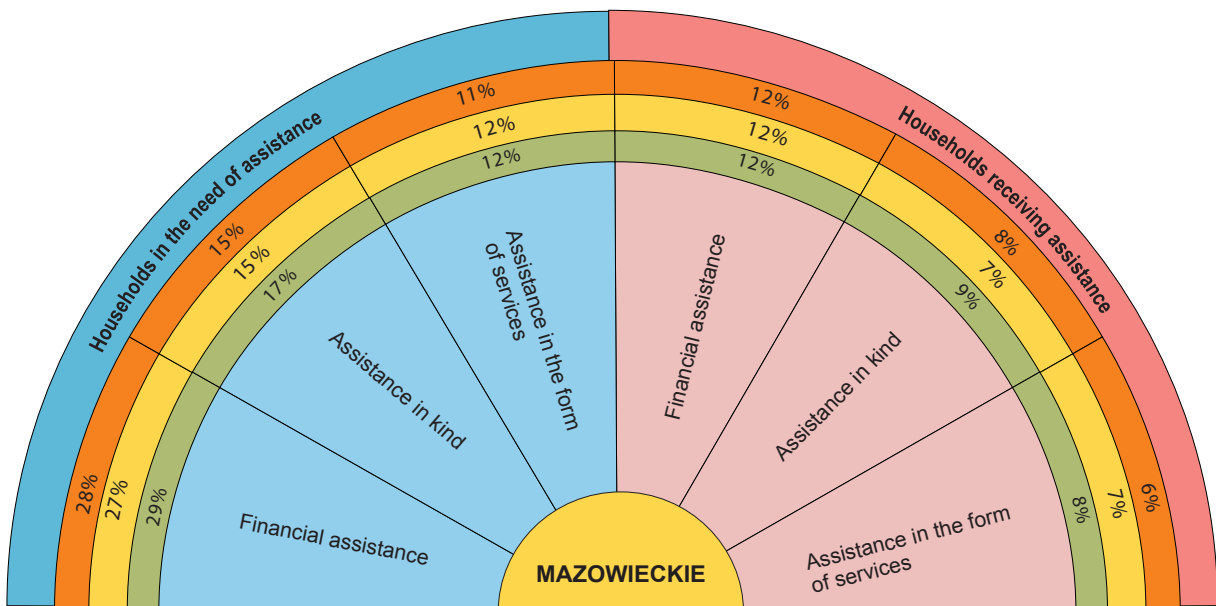 Households in the need of assistance
Households receiving assistance
11%
12%
12%
12%
12%
12%
15%
15%
17%
8%
7%
9%
28%
27%
29%
8%
7%
6%
Financial assistance
Assistance in kind
Assistance in the form
of services
Financial assistance
Assistance in kind
Assistance in the form
of services
MAZOWIECKIE